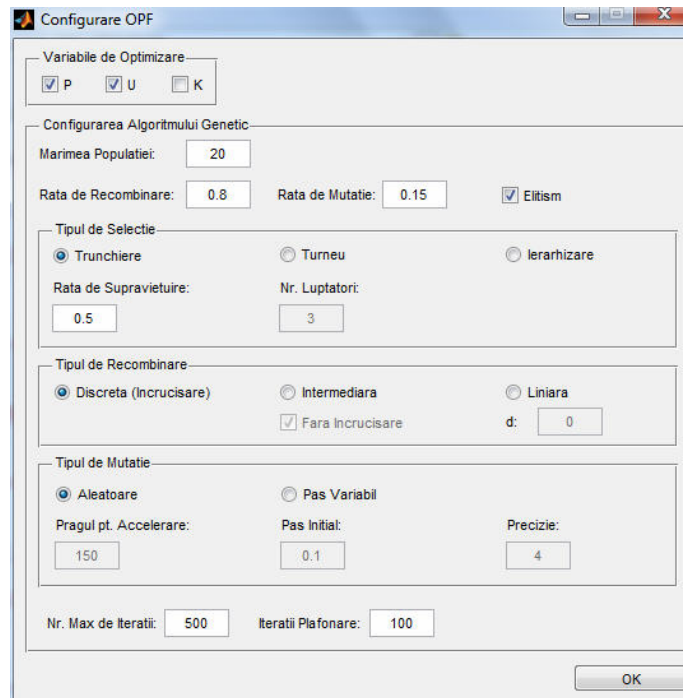 Configurare OPF
Variabile de Optimizare
P U K
Configurarea Algoritmului Genetic
Marimea Populatiei: 20
Rata de Recombinare: 0.8 Rata de Mutatie: 0.15 Elitism
Tipul de Selectie
Trunchiere Turneu Ierarhizare
Rata de Supravietuire: Nr. Luptatori:
0.5 3
Tipul de Recombinare
Discreta (Incrucisare) Intermediara Liniara
Fara Incrucisare d: 0
Tipul de Mutatie
Aleatoare Pas Variabil
Pragul pt. Accelerare: Pas Initial: Precizie:
150 0.1 4
Nr. Max de Iteratii: 500 Iteratii Plafonare: 100
OK